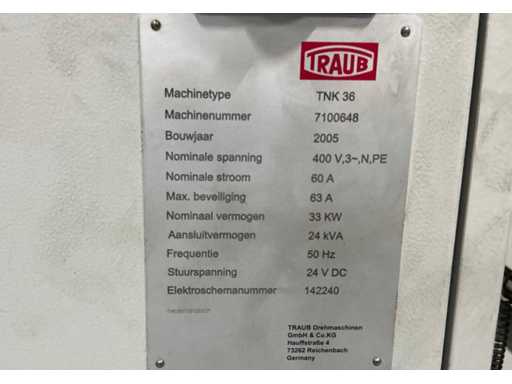 TRAUB
Machinetype TNK 36
Machinenummer 7100648
Bouwjaar 2005
Nominale spanning 400 V,3~,N,PE
Nominale stroom 60 A
Max. beveiliging 63 A
Nominaal vermogen 33 KW
Aansluitvermogen 24 kVA
Frequentie 50 Hz
Stuurspanning 24 V DC
Elektroschemanummer 142240
TRAUB Drehmaschinen
GmbH & Co.KG
Hauffstraße 4
73262 Reichenbach
Germany